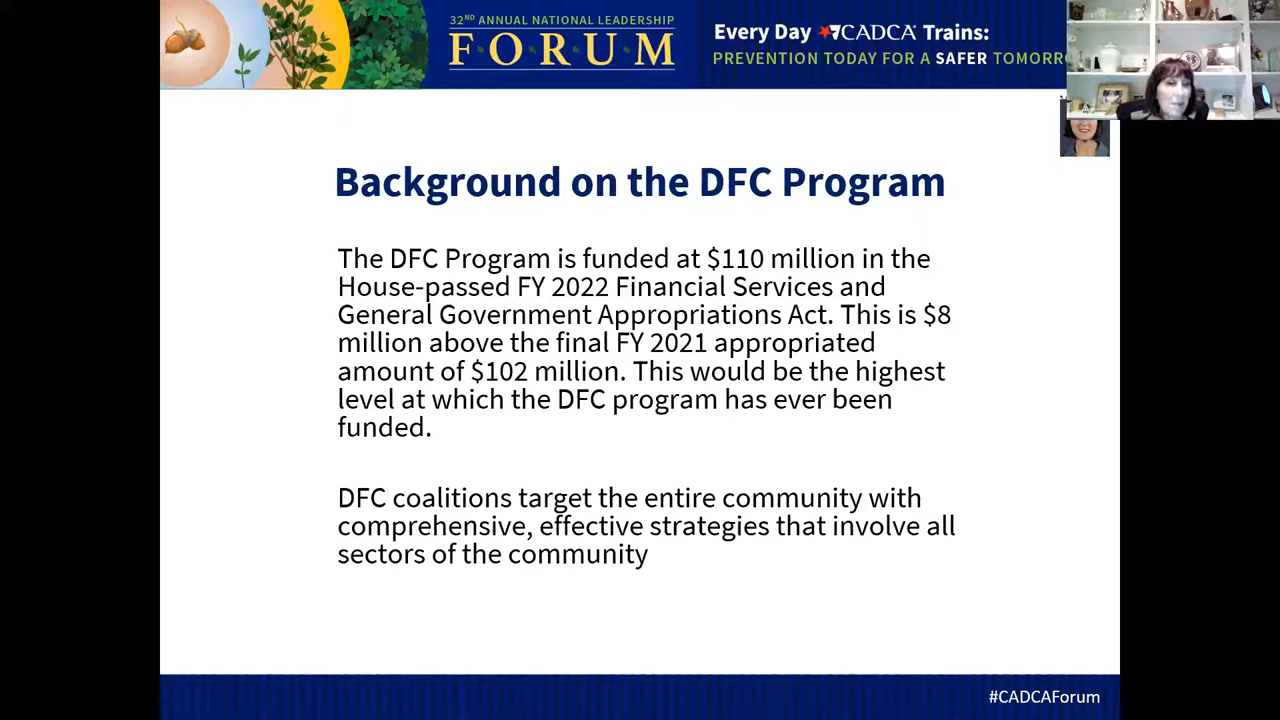 32ND ANNUAL NATIONAL LEADERSHIP
FORUM
Every Day CADCA Trains:
PREVENTION TODAY FOR A SAFER TOMORR
Background on the DFC Program
The DFC Program is funded at $110 million in the
House-passed FY 2022 Financial Services and
General Government Appropriations Act. This is $8
million above the final FY 2021 appropriated
amount of $102 million. This would be the highest
level at which the DFC program has ever been
funded.
DFC coalitions target the entire community with
comprehensive, effective strategies that involve all
sectors of the community
#CADCAForum